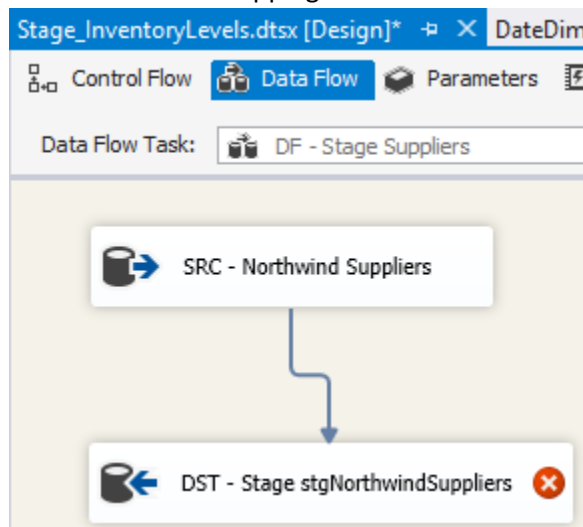 Stage_InventoryLevels.dtsx [Design]* DateDim
Control Flow Data Flow Parameters
Data Flow Task: DF - Stage Suppliers
SRC - Northwind Suppliers
DST - Stage stgNorthwindSuppliers